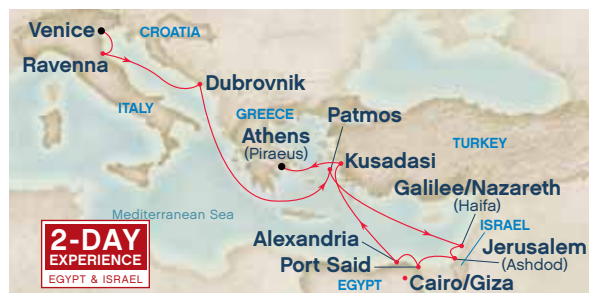 Venice
CROATIA
Ravenna
Dubrovnik
ITALY
GREECE
Patmos
Athens
(Piraeus)
TURKEY
Kusadasi
Galilee/Nazareth
(Haifa)
Mediterranean Sea
ISRAEL
2-DAY
EXPERIENCE
EGYPT & ISRAEL
Alexandria
Jerusalem
(Ashdod)
Port Said
EGYPT
Cairo/Giza